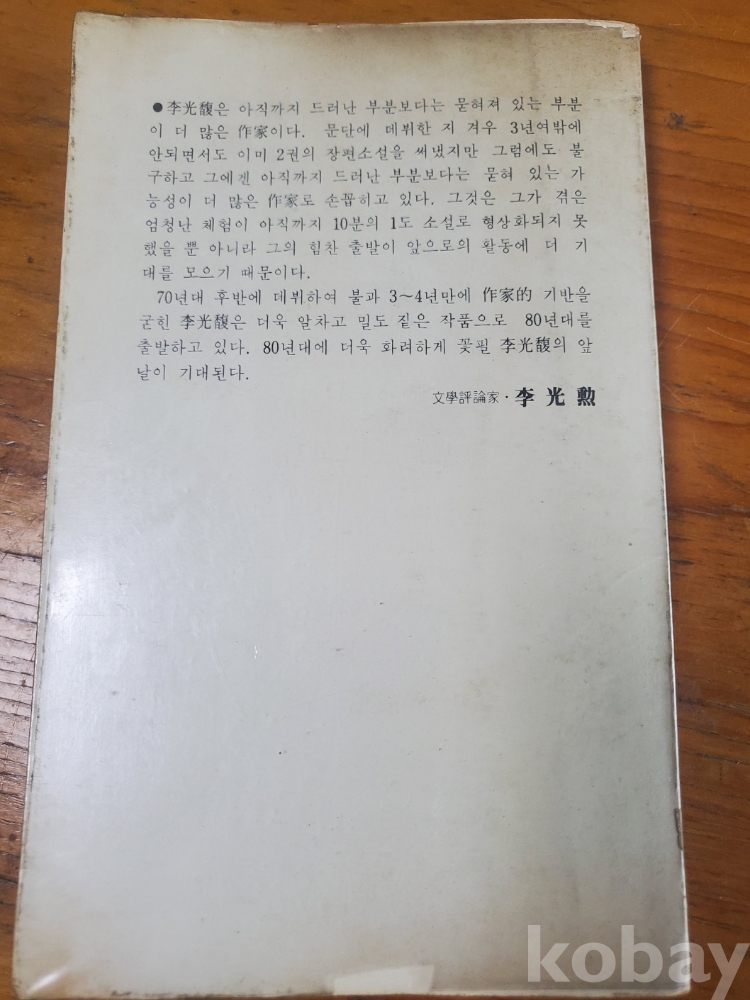 ●李光馥은 아직까지 드러난 부분보다는 묻혀져 있는 부분
이 더 많은 作家이다. 문단에 데뷔한 지 겨우 3년여밖에
안되면서도 이미 2권의 장편소설을 써냈지만 그럼에도 불
구하고 그에겐 아직까지 드러난 부분보다는 묻혀 있는 가
능성이 더 많은 作家로 손꼽히고 있다. 그것은 그가 겪은
엄청난 체험이 아직까지 10분의 1도 소설로 형상화되지 못
했을 뿐 아니라 그의 힘찬 출발이 앞으로의 활동에 더 기
대를 모으기 때문이다.
70년대 후반에 데뷔하여 불과 3~4년만에 作家的 기반을
굳힌 李光馥은 더욱 알차고 밀도 짙은 작품으로 80년대를
출발하고 있다. 80년대에 더욱 화려하게 꽃필 李光馥의 앞
날이 기대된다.
文學評論家・李光勲
kobay